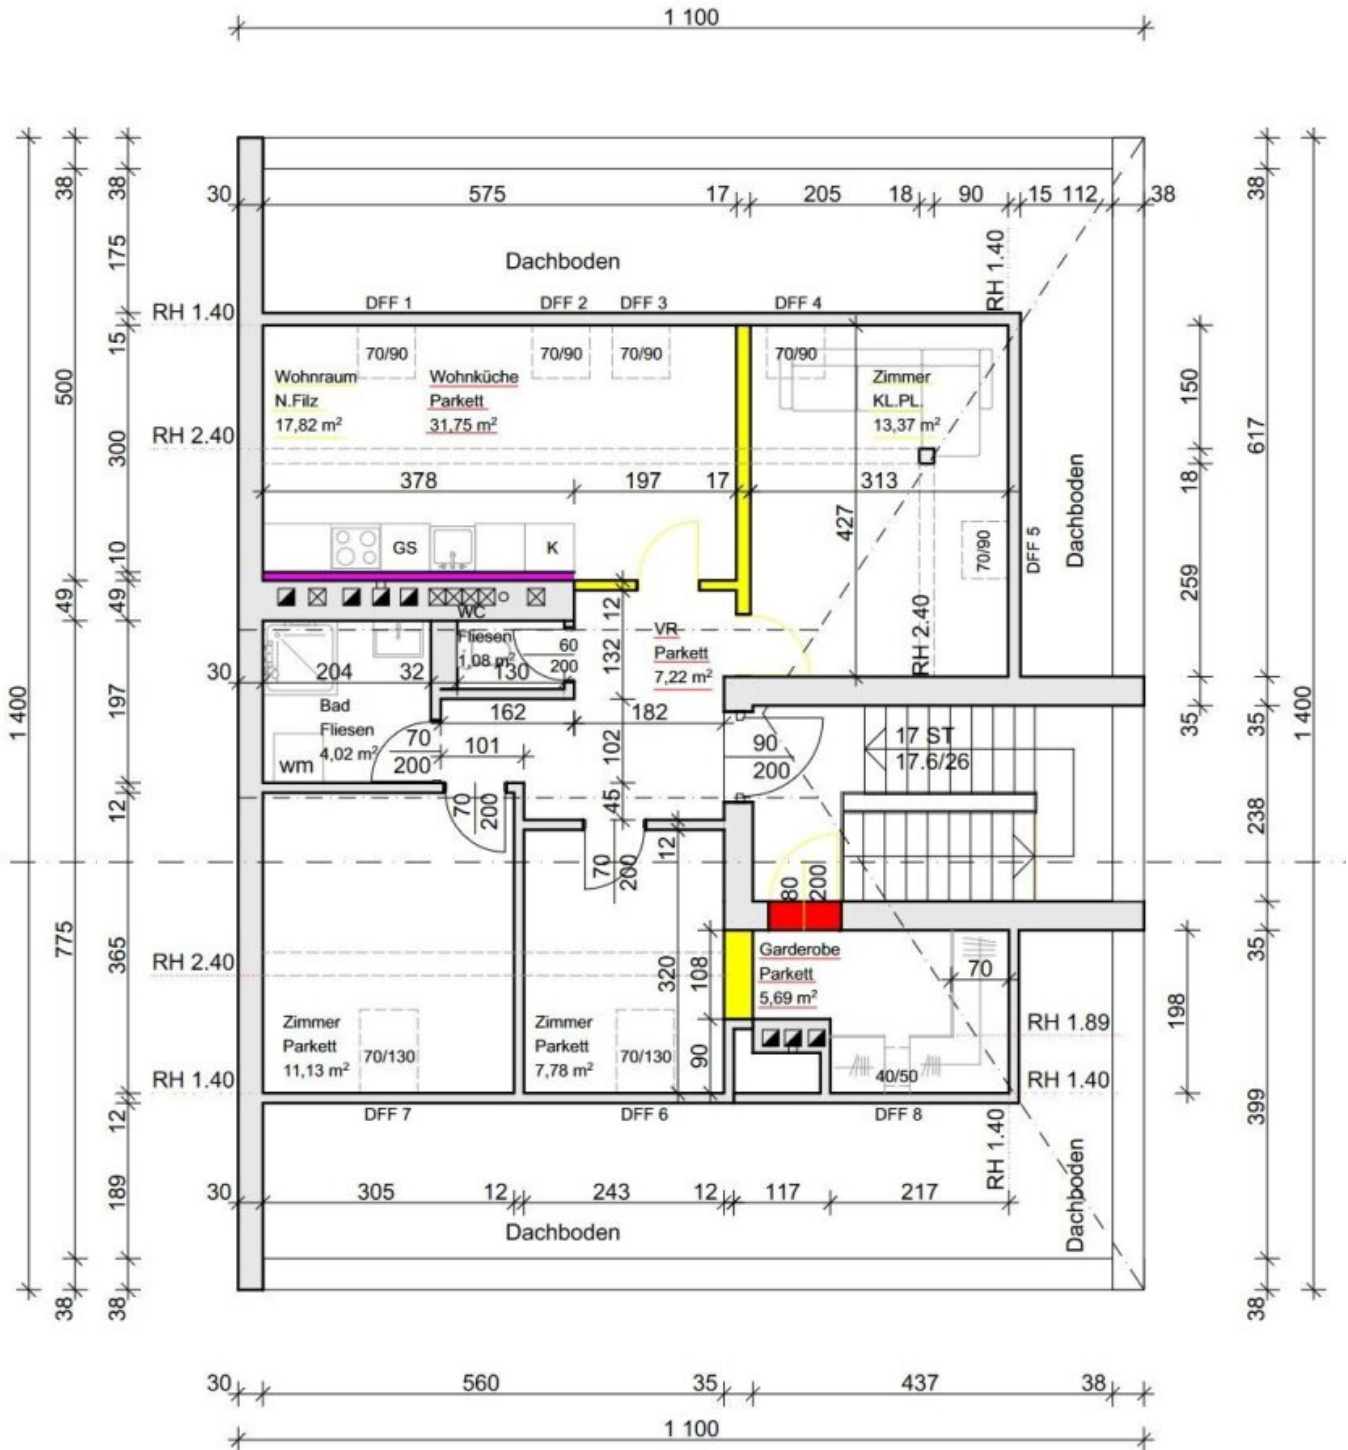 1 100
30 575 17 205 18 90 15 112 38
38 38 38
175
Dachboden
RH 1.40
DFF 1 DFF 2 DFF 3 DFF 4
RH 1.40
15
70/90 70/90 70/90 70/90
Wohnraum Wohnküche Zimmer
N.Filz Parkett KL.PL.
17,82 m² 31,75 m² 13,37 m²
500
150
RH 2.40
300
617
378 197 17 313
18
427
Dachboden
GS K
70/90
DFF 5
10
259
49 49
WC
Fliesen
1,08 m²
12
60
200
VR
Parkett
7,22 m²
132
RH 2.40
30 204 32 130
197
1 400
Bad
Fliesen
4,02 m²
162 182
35 35
1 400
70
200
101
102
90
200
17 ST
17.6/26
wm
12
70
200
45
238
70
200
12
80
200
775
365
RH 2.40
320
108
Garderobe
Parkett
5,69 m²
70
35
198
Zimmer
Parkett
11,13 m²
70/130
Zimmer
Parkett
7,78 m²
70/130
90
RH 1.89
RH 1.40
40/50
RH 1.40
12
DFF 7 DFF 6 DFF 8
399
RH 1.40
Dachboden
189
30 305 12 243 12 117 217
Dachboden
38 38 38
30 560 35 437 38
1 100